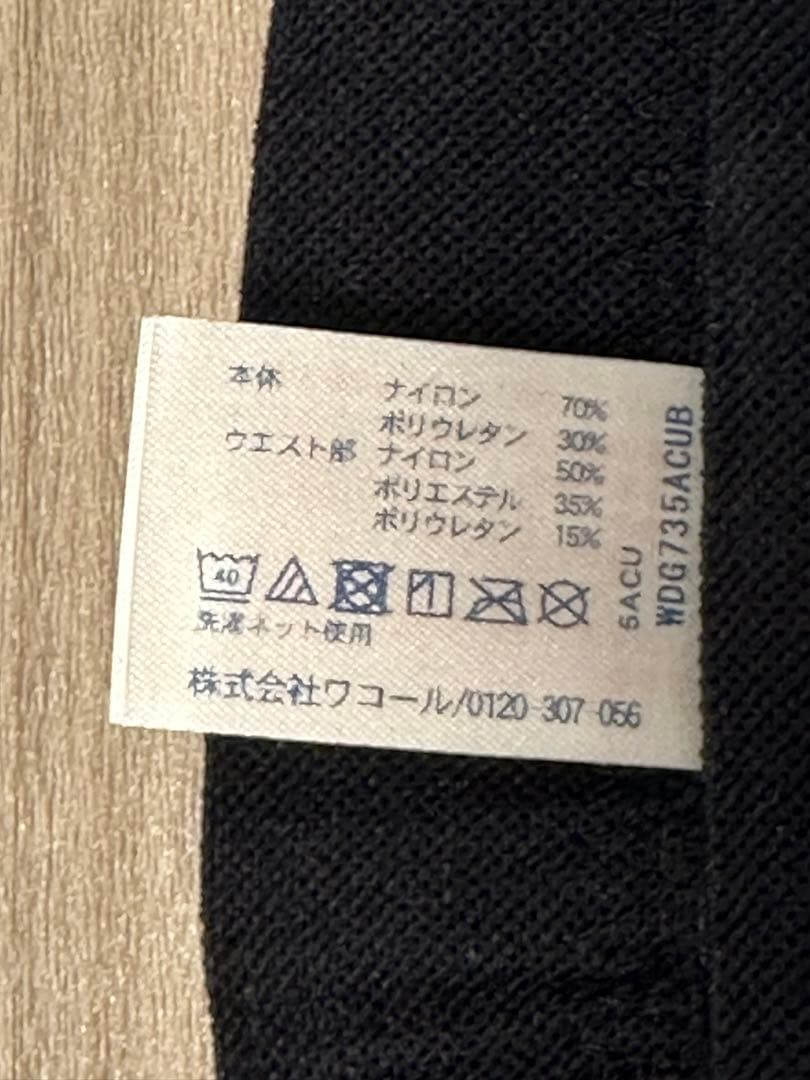 本体 ナイロン 70%
ポリウレタン 30%
ウエスト部 ナイロン 50%
ポリエステル 35%
ポリウレタン 15%
40
洗濯ネット使用
株式会社ワコール/0120-307-056
5ACU
WDG735ACUB